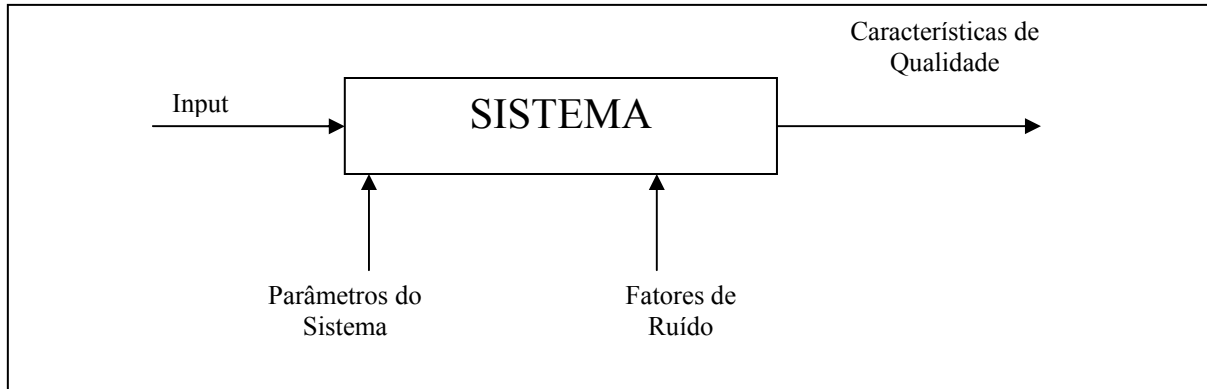 Características de
Qualidade
Input
SISTEMA
Parâmetros do
Sistema
Fatores de
Ruído